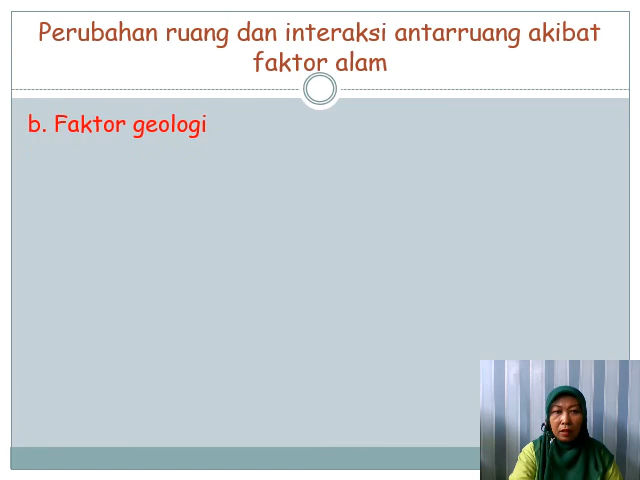 Perubahan ruang dan interaksi antarruang akibat
faktor alam
b. Faktor geologi